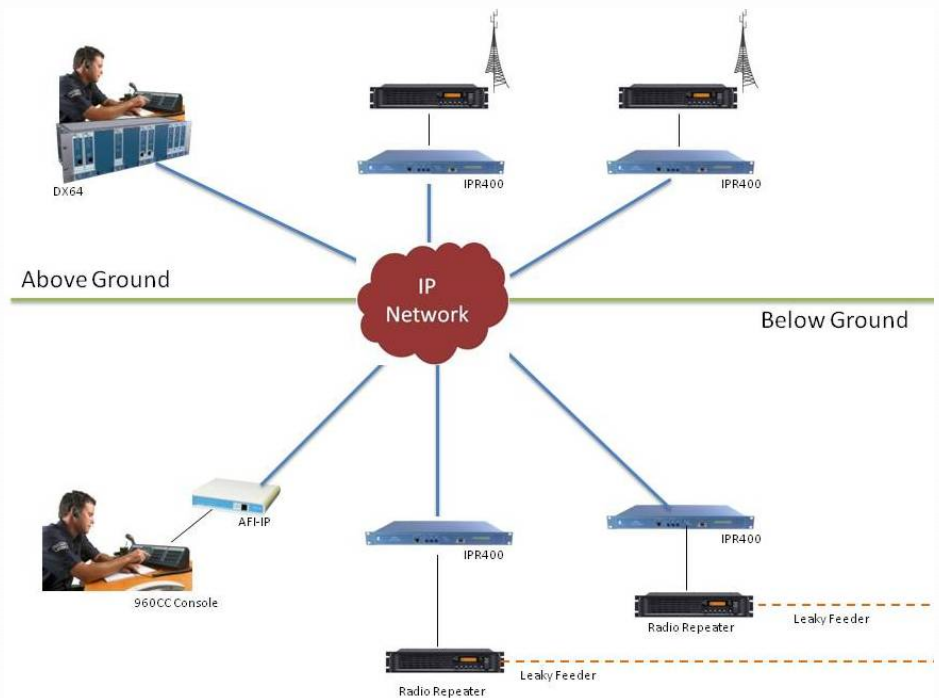 DX64
IPR400
IPR400
Above Ground
IP
Network
Below Ground
AFI-IP
960CC Console
IPR400
IPR400
Radio Repeater
Leaky Feeder
Radio Repeater
Leaky Feeder